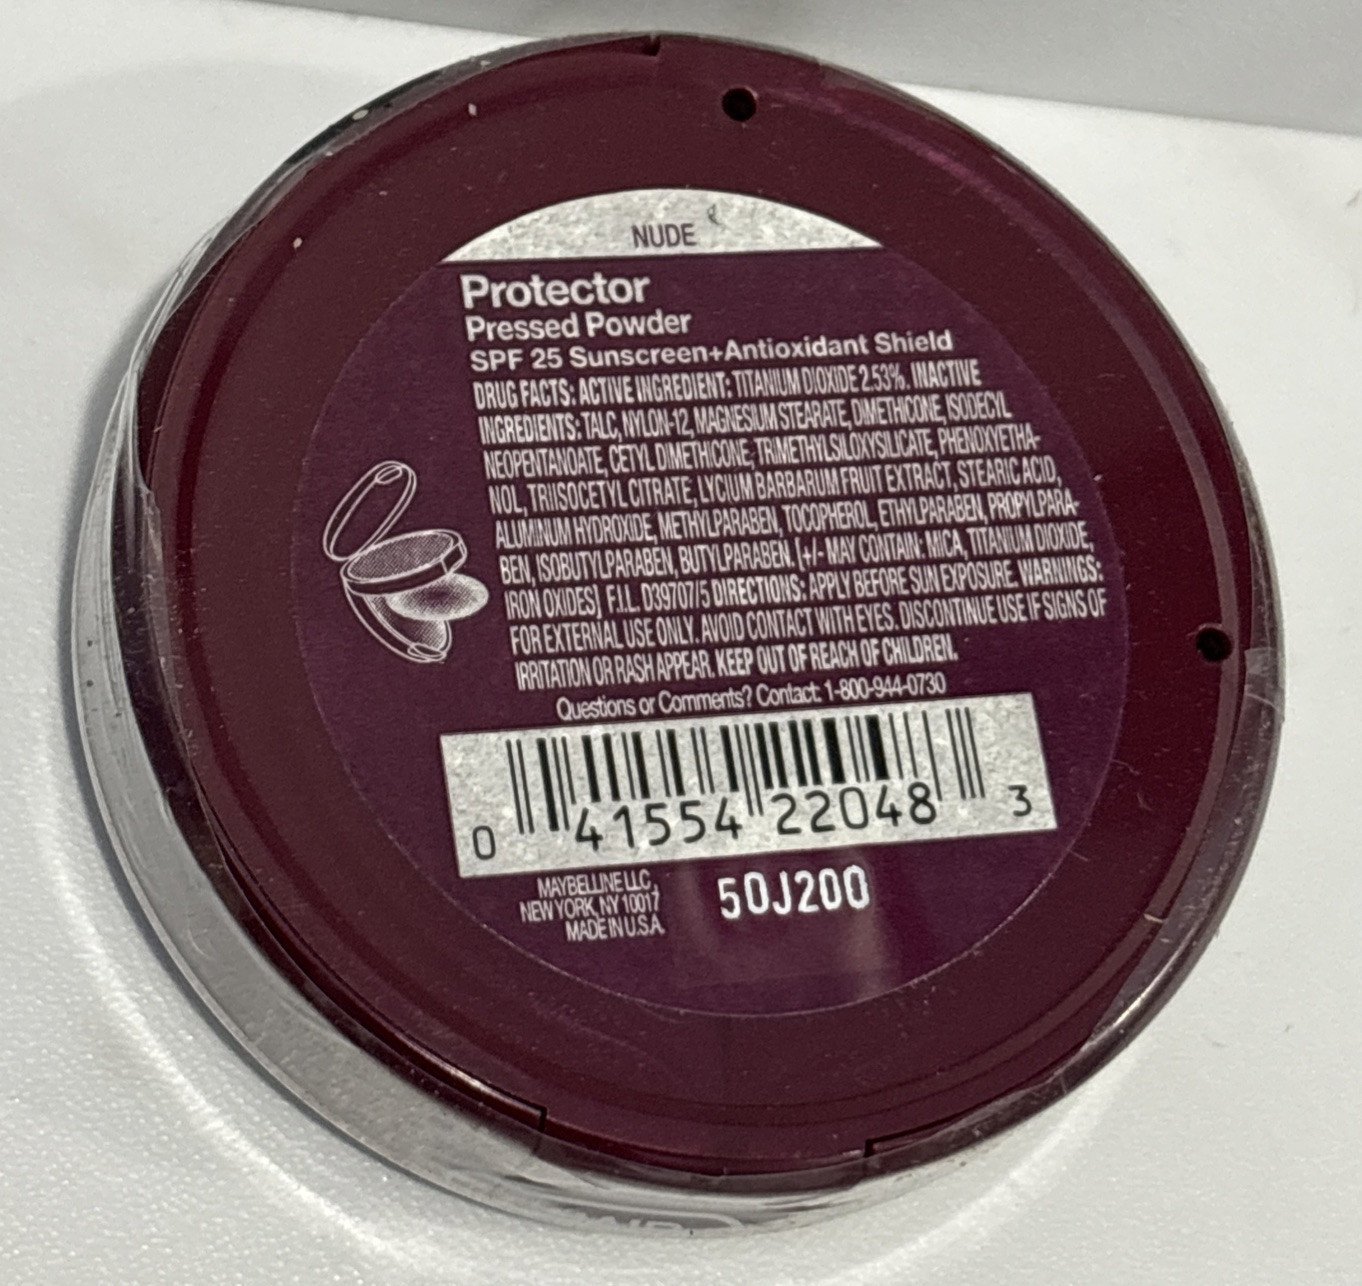 NUDE
Protector
Pressed Powder
SPF 25 Sunscreen+Antioxidant Shield
DRUG FACTS: ACTIVE INGREDIENT: TITANIUM DIOXIDE 2.53%. INACTIVE
INGREDIENTS: TALC, NYLON-12, MAGNESIUM STEARATE, DIMETHICONE, ISODECYL
NEOPENTANOATE, CETYL DIMETHICONE, TRIMETHYLSILOXYSILICATE, PHENOXYETHA-
NOL, TRIISOCETYL CITRATE, LYCIUM BARBARUM FRUIT EXTRACT, STEARIC ACID,
ALUMINUM HYDROXIDE, METHYLPARABEN, TOCOPHEROL, ETHYLPARABEN, PROPYLPARA-
BEN, ISOBUTYLPARABEN, BUTYLPARABEN. [+/- MAY CONTAIN: MICA, TITANIUM DIOXIDE,
IRON OXIDES] F.I.L. D39707/5 DIRECTIONS: APPLY BEFORE SUN EXPOSURE. WARNINGS:
FOR EXTERNAL USE ONLY. AVOID CONTACT WITH EYES. DISCONTINUE USE IF SIGNS OF
IRRITATION OR RASH APPEAR. KEEP OUT OF REACH OF CHILDREN.
Questions or Comments? Contact: 1-800-944-0730
0 41554 22048 3
MAYBELLINE LLC,
NEW YORK, NY 10017
MADE IN U.S.A.
50J200